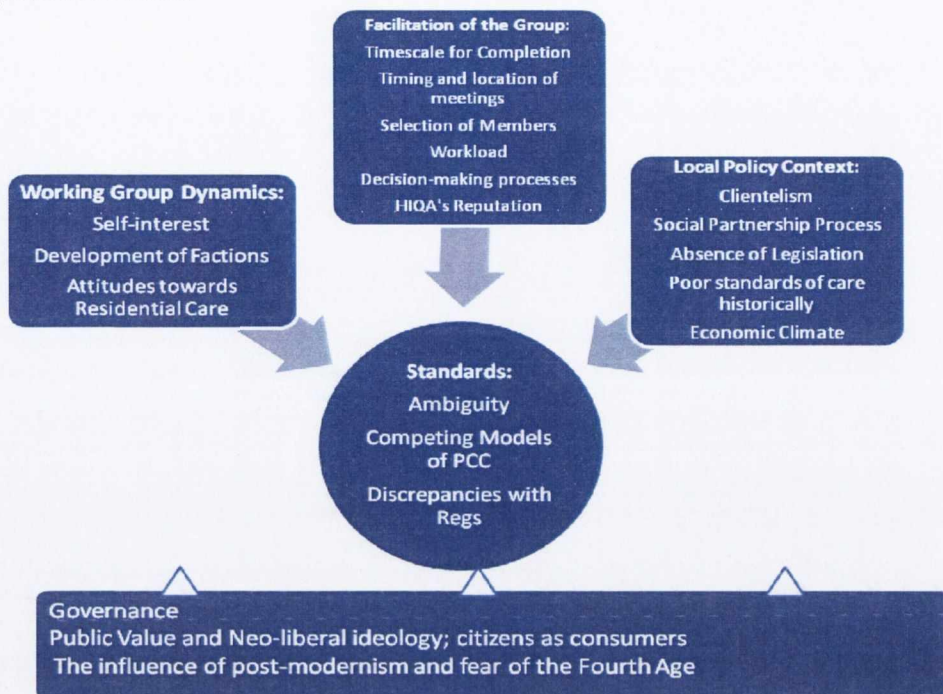 Facilitation of the Group:
Timescale for Completion
Timing and location of
meetings
Selection of Members
Workload
Decision-making processes
HIQA's Reputation
Working Group Dynamics:
Self-interest
Development of Factions
Attitudes towards
Residential Care
Local Policy Context:
Clientelism
Social Partnership Process
Absence of Legislation
Poor standards of care
historically
Economic Climate
Standards:
Ambiguity
Competing Models
of PCC
Discrepancies with
Regs
Governance
Public Value and Neo-liberal ideology; citizens as consumers
The influence of post-modernism and fear of the Fourth Age